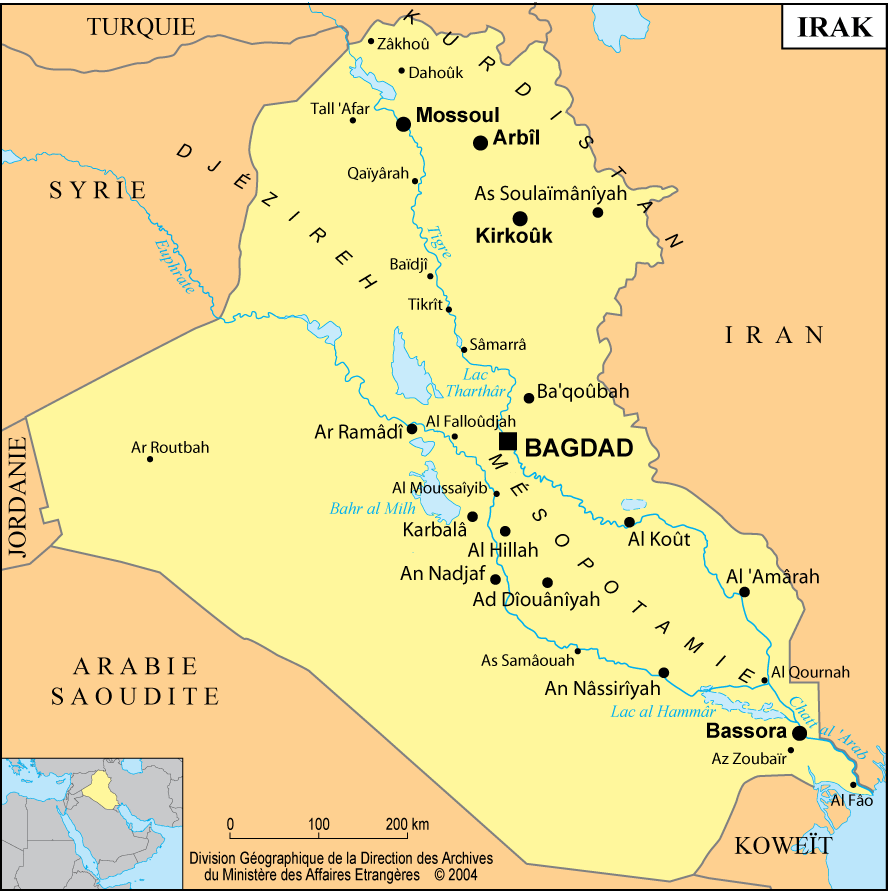 TURQUIE
IRAK
Zâkhoû
KURDISTAN
Dahoûk
Tall 'Afar
Mossoul
Arbîl
DJÉZIREH
Qaïyârah
SYRIE
As Soulaïmânîyah
Kirkoûk
Tigre
Euphrate
Baïdjî
Tikrît
IRAN
Sâmarrâ
Lac
Tharthâr
Ba'qoûbah
Al Falloûdjah
Ar Ramâdî
BAGDAD
Ar Routbah
JORDANIE
MÉSOPOTAMIE
Al Moussaîyib
Bahr al Milh
Karbalâ
Al Koût
Al Hillah
An Nadjaf
Al 'Amârah
Ad Dîouânîyah
As Samâouah
ARABIE
SAOUDITE
Al Qournah
An Nâssirîyah
Lac al Hammâr
Chatt al 'Arab
Bassora
Az Zoubaïr
Al Fâo
KOWEÏT
0 100 200 km
Division Géographique de la Direction des Archives
du Ministère des Affaires Etrangères © 2004